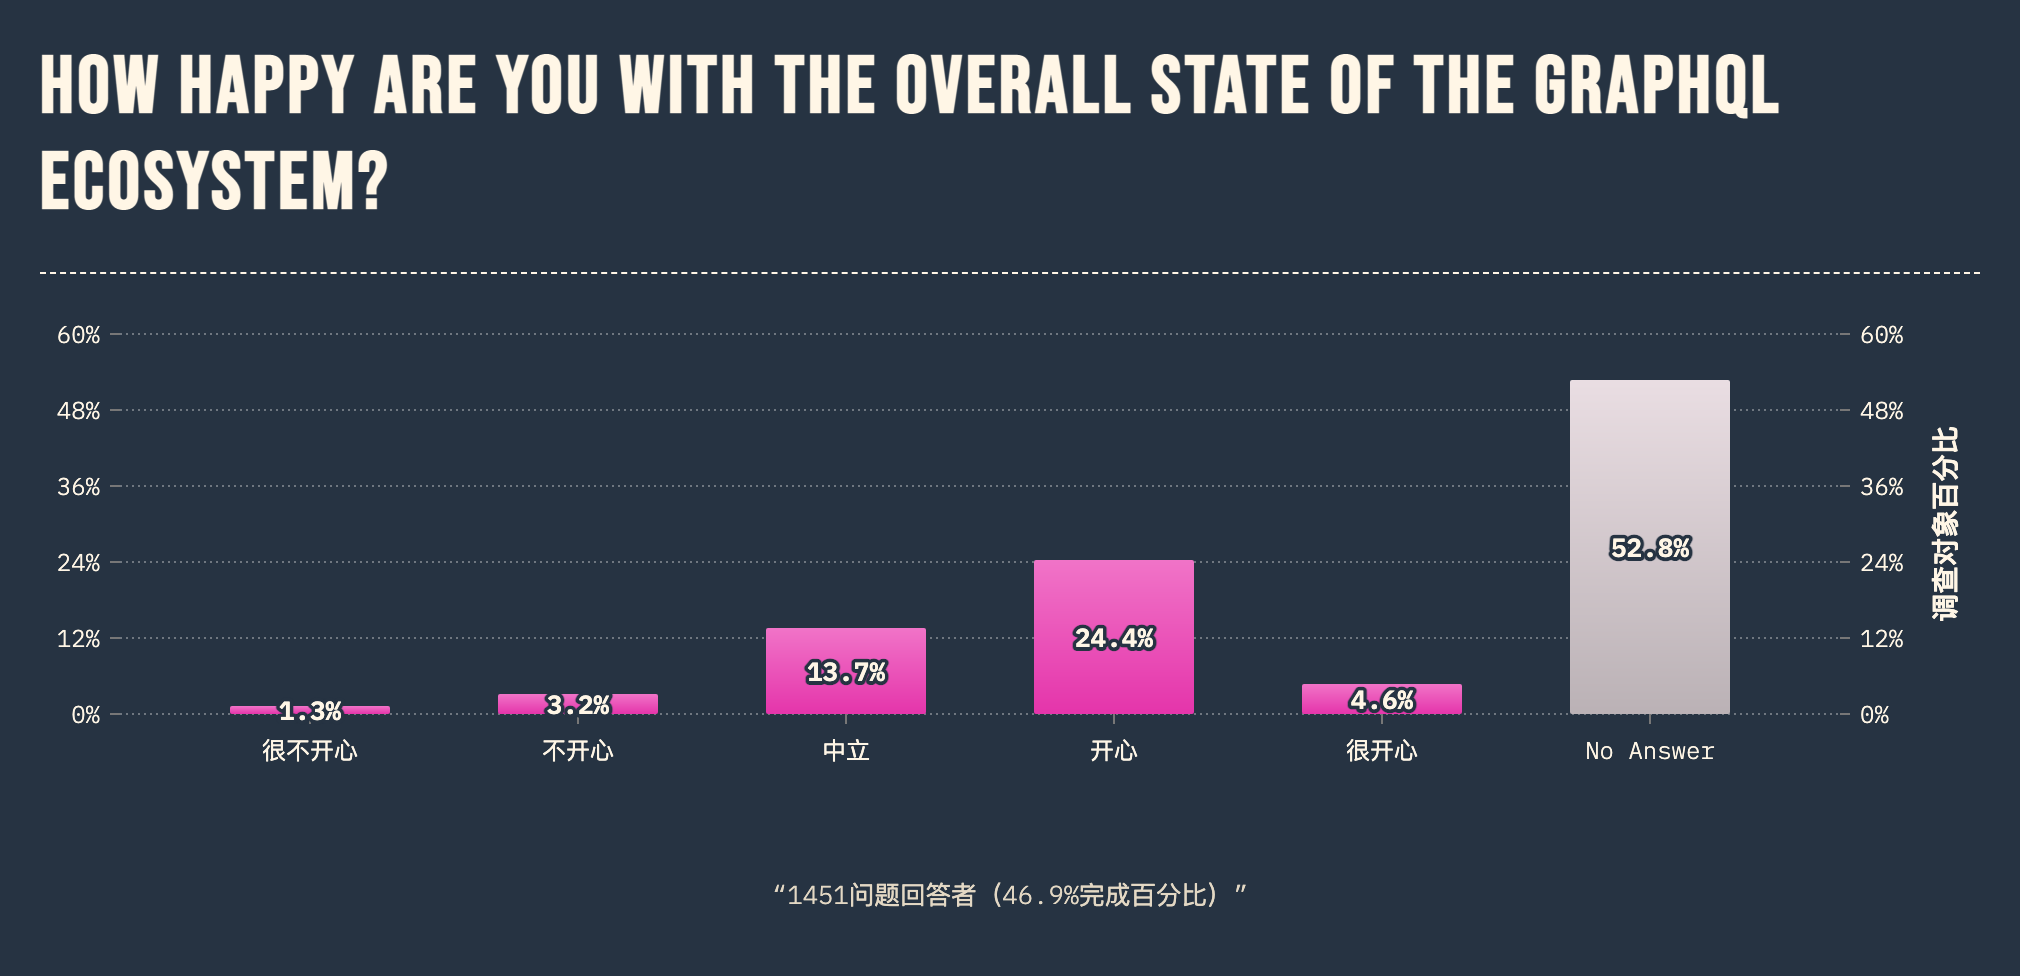 HOW HAPPY ARE YOU WITH THE OVERALL STATE OF THE GRAPHQL
ECOSYSTEM?
60%
48%
36%
24%
12%
0%
60%
48%
36%
24%
12%
0%
调查对象百分比
1.3%
3.2%
13.7%
24.4%
4.6%
52.8%
很不开心
不开心
中立
开心
很开心
No Answer
“1451问题回答者（46.9%完成百分比）”